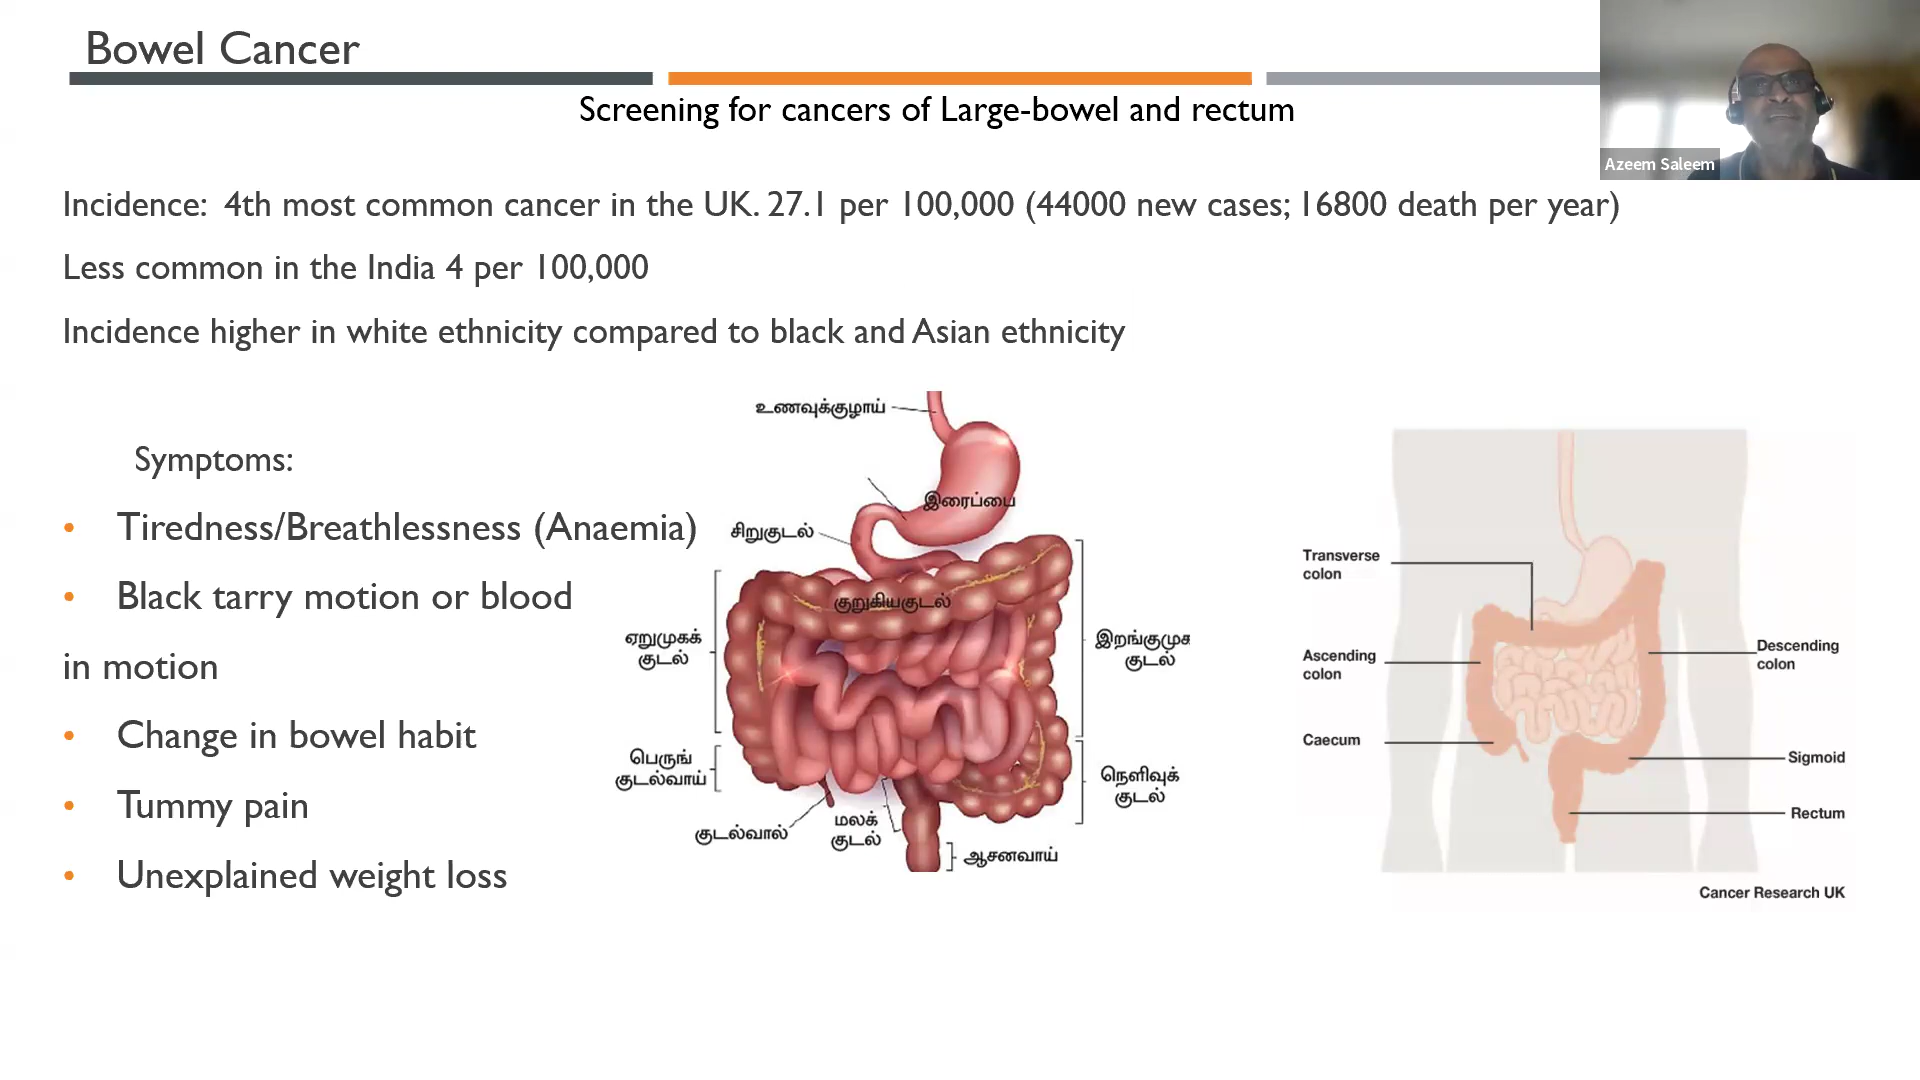 Bowel Cancer
Screening for cancers of Large-bowel and rectum
Azeem Saleem
Incidence: 4th most common cancer in the UK. 27.1 per 100,000 (44000 new cases; 16800 death per year)
Less common in the India 4 per 100,000
Incidence higher in white ethnicity compared to black and Asian ethnicity
Symptoms:
• Tiredness/Breathlessness (Anaemia)
• Black tarry motion or blood
in motion
• Change in bowel habit
• Tummy pain
• Unexplained weight loss
உணவுக்குழாய்
இரைப்பை
சிறுகுடல்
குறுகியகுடல்
ஏறுமுகக்
குடல்
இறங்குமுக
குடல்
பெருங்
குடல்வாய்
நெளிவுக்
குடல்
குடல்வால்
மலக்
குடல்
ஆசனவாய்
Transverse
colon
Ascending
colon
Descending
colon
Caecum
Sigmoid
Rectum
Cancer Research UK